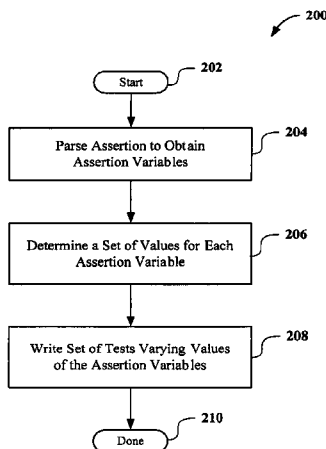 200
Start
202
Parse Assertion to Obtain
Assertion Variables
204
Determine a Set of Values for Each
Assertion Variable
206
Write Set of Tests Varying Values
of the Assertion Variables
208
Done
210